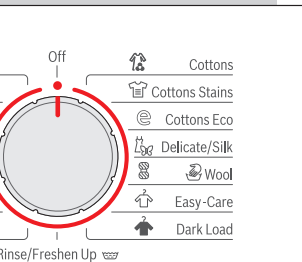 Off
Cottons
Cottons Stains
Cottons Eco
Delicate/Silk
Wool
Easy-Care
Dark Load
Rinse/Freshen Up